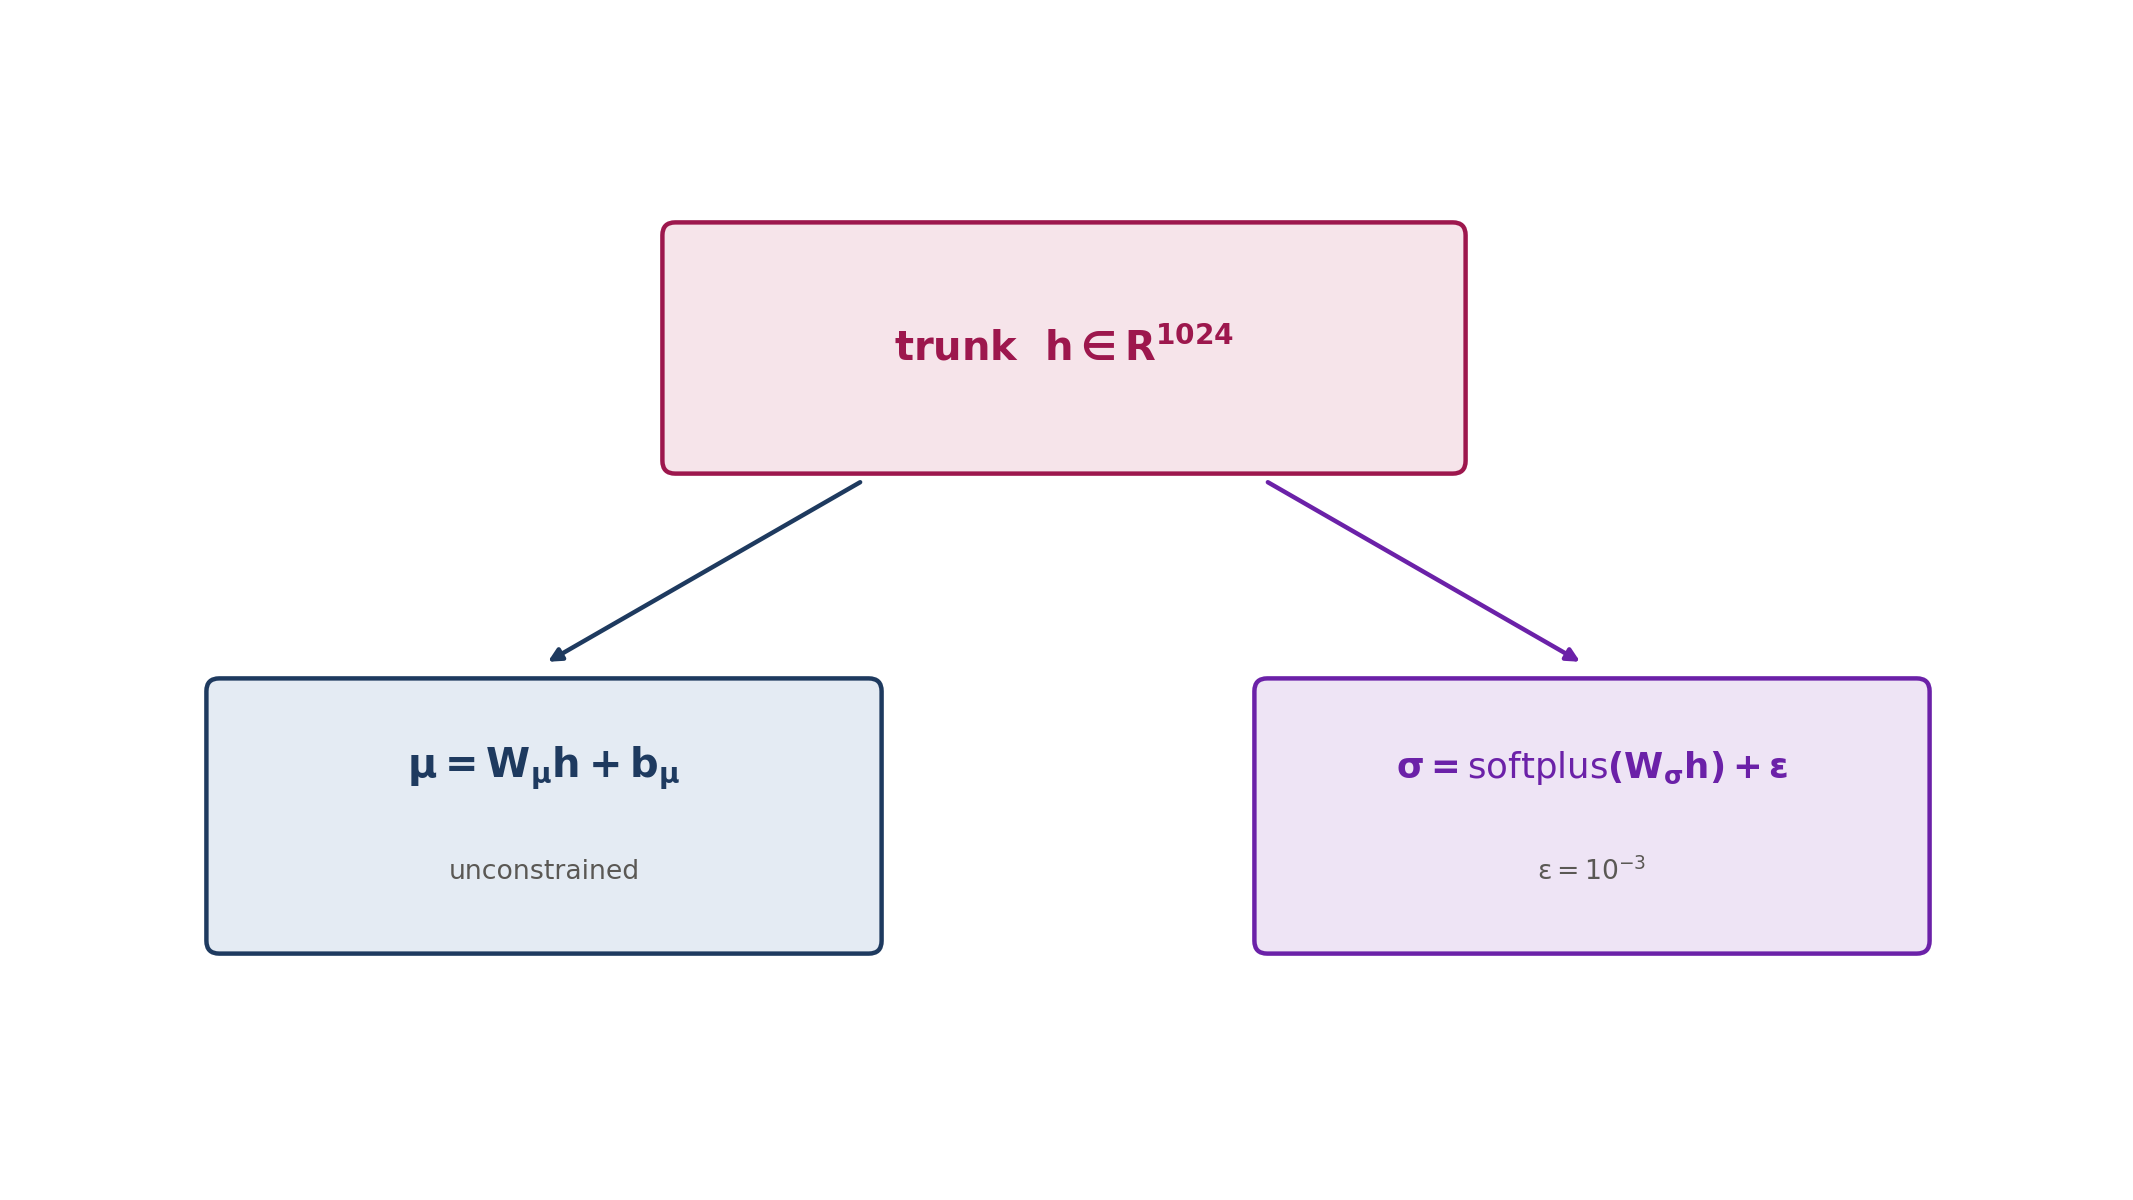 trunk h ∈ R¹⁰²⁴
μ = W_μh + b_μ
unconstrained
σ = softplus(W_σh) + ε
ε = 10⁻³